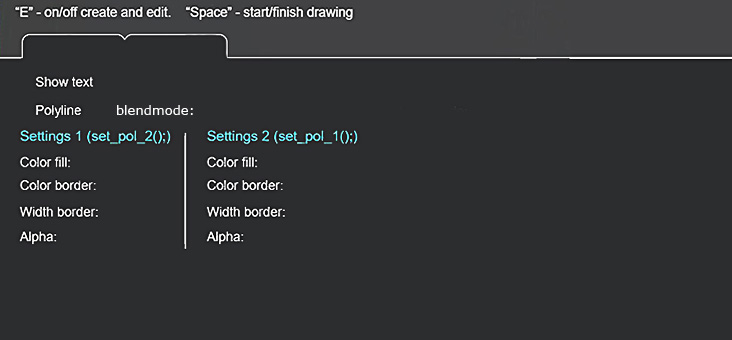 “E” - on/off create and edit. “Space” - start/finish drawing
Show text
Polyline blendmode:
Settings 1 (set_pol_2();) Settings 2 (set_pol_1();)
Color fill: Color fill:
Color border: Color border:
Width border: Width border:
Alpha: Alpha: